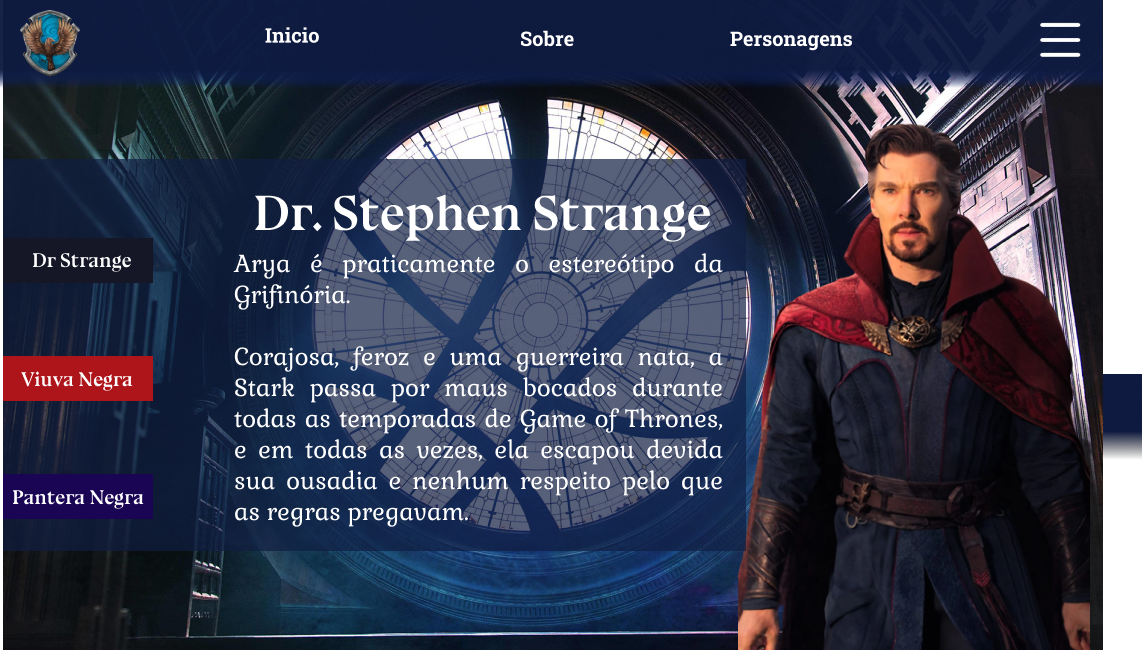 Inicio
Sobre
Personagens
Dr. Stephen Strange
Arya é praticamente o estereótipo da
Grifinória.
Corajosa, feroz e uma guerreira nata, a
Stark passa por maus bocados durante
todas as temporadas de Game of Thrones,
e em todas as vezes, ela escapou devida
sua ousadia e nenhum respeito pelo que
as regras pregavam.
Dr Strange
Viuva Negra
Pantera Negra